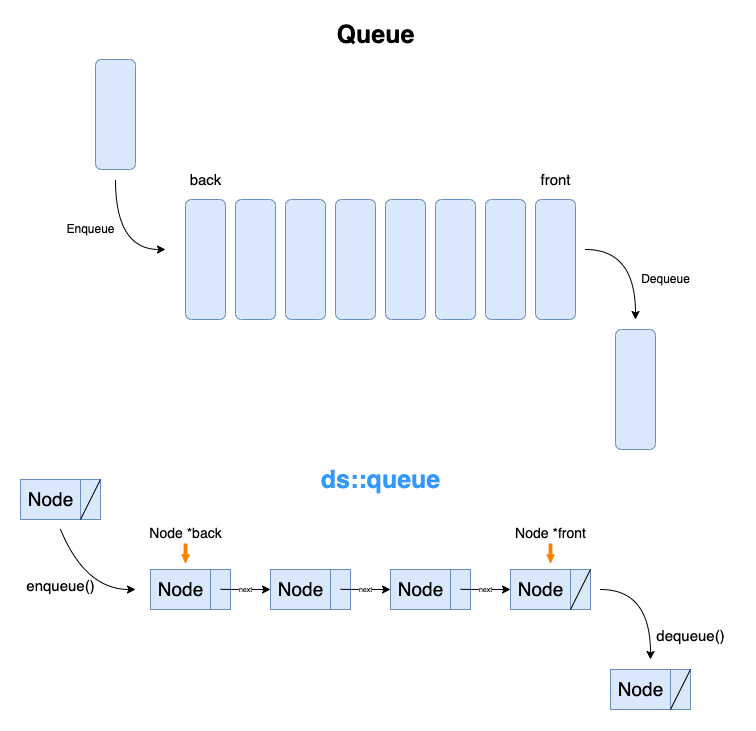 Queue
back
front
Enqueue
Dequeue
ds::queue
Node
Node *back
Node *front
enqueue()
Node
next
Node
next
Node
next
Node
dequeue()
Node